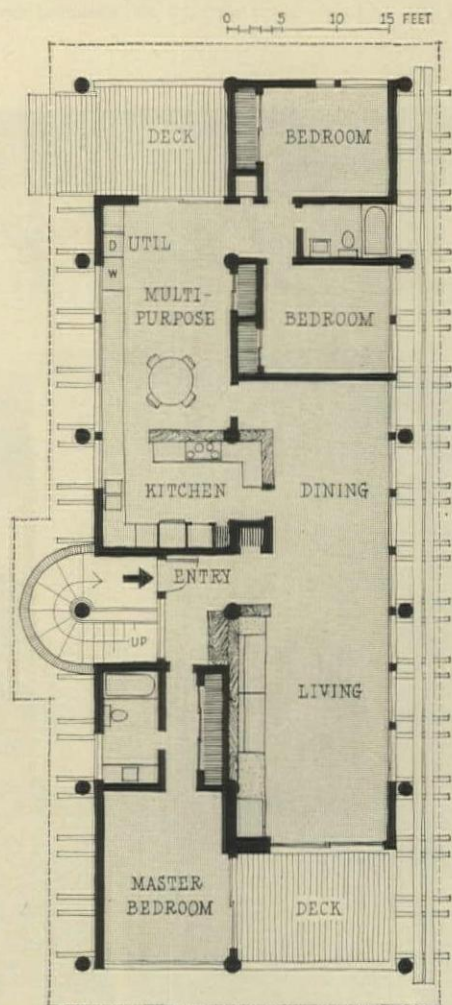 0 5 10 15 FEET
DECK
BEDROOM
D
UTIL
W
MULTI-
PURPOSE
BEDROOM
KITCHEN
DINING
ENTRY
UP
LIVING
MASTER
BEDROOM
DECK